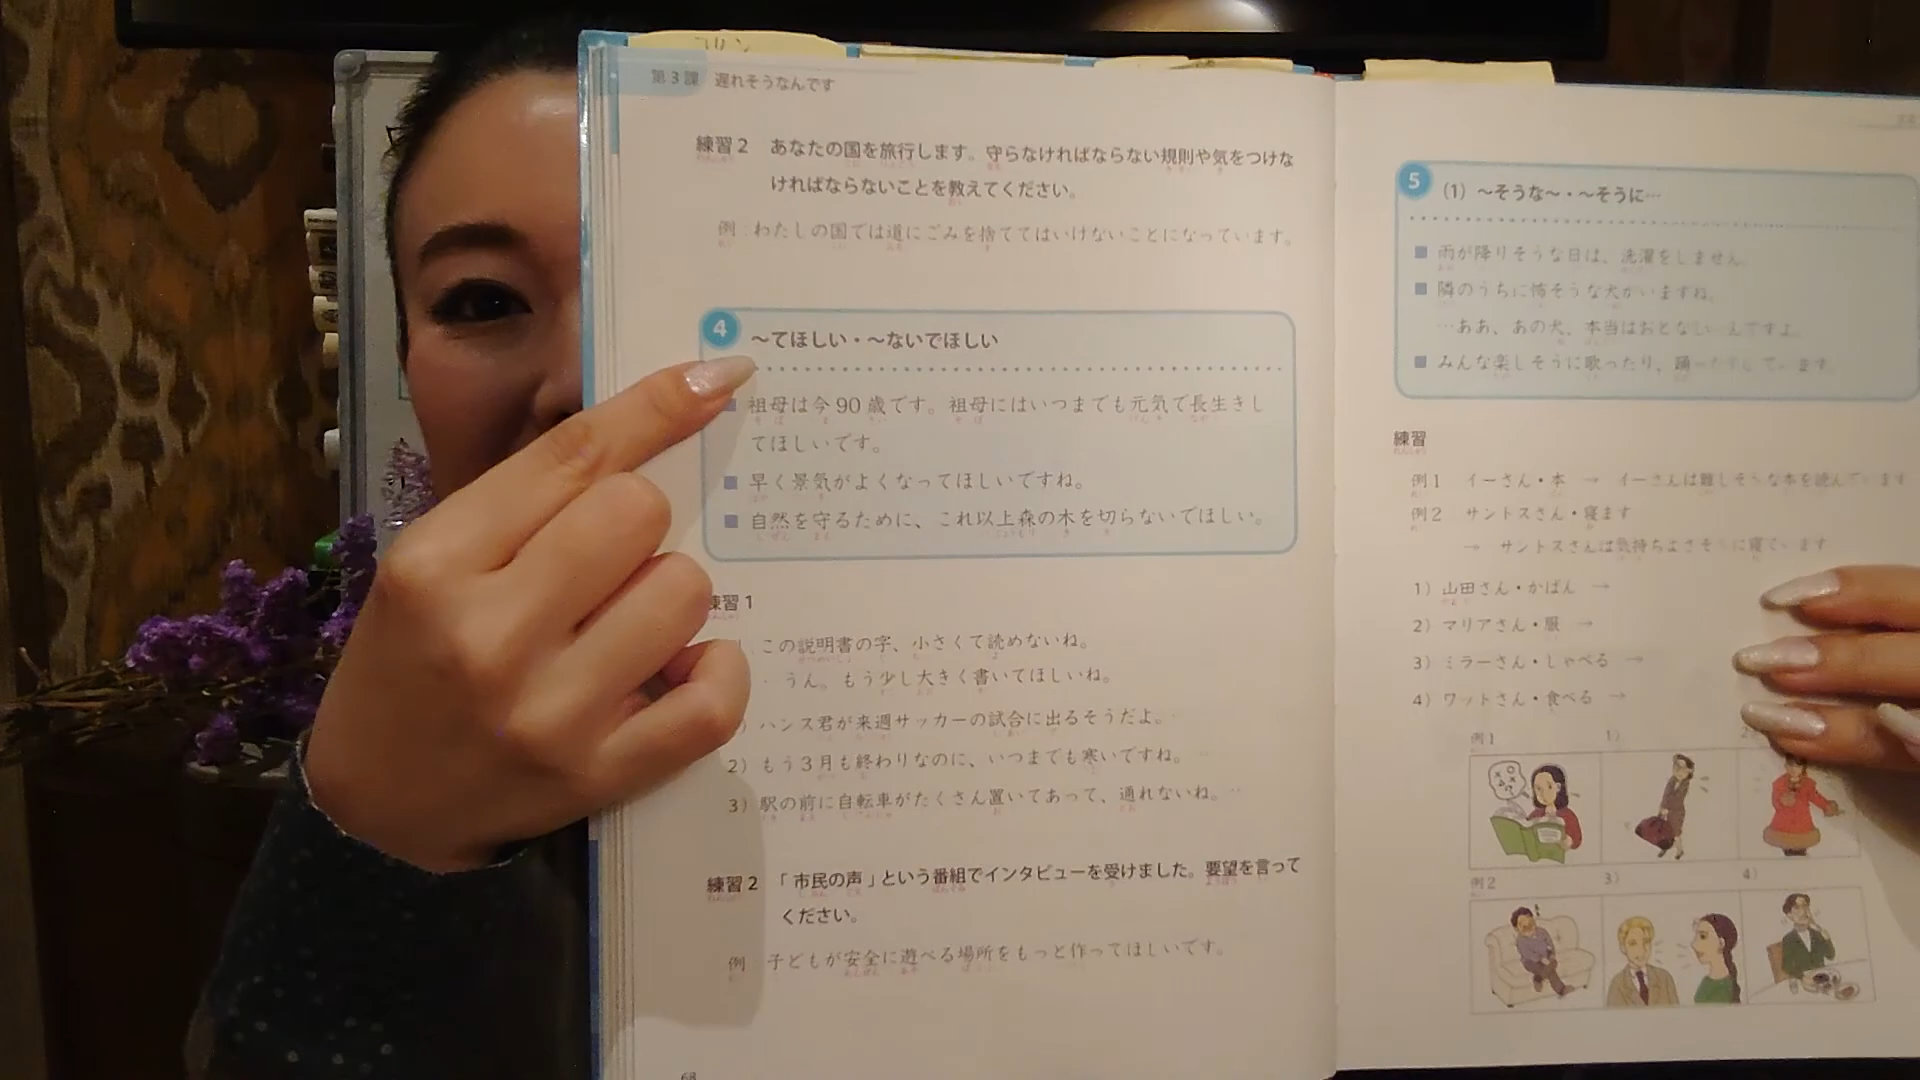 コリン
第3課 遅れそうなんです
練習2 あなたの国を旅行します。守らなければならない規則や気をつけな
ければならないことを教えてください。
例：わたしの国では道にごみを捨ててはいけないことになっています。
4 ～てほしい・～ないでほしい
祖母は今90歳です。祖母にはいつまでも元気で長生きし
てほしいです。
早く景気がよくなってほしいですね。
自然を守るために、これ以上森の木を切らないでほしい。
練習1
この説明書の字、小さくて読めないね。
うん。もう少し大きく書いてほしいね。
ハンス君が来週サッカーの試合に出るそうだよ。
2）もう3月も終わりなのに、いつまでも寒いですね。
3）駅の前に自転車がたくさん置いてあって、通れないね。
練習2 「市民の声」という番組でインタビューを受けました。要望を言って
ください。
例 子どもが安全に遊べる場所をもっと作ってほしいです。
68
5 （1）～そうな～・～そうに…
雨が降りそうな日は、洗濯をしません。
隣のうちに怖そうな犬がいますね。
…ああ、あの犬、本当はおとなしいんですよ。
みんな楽しそうに歌ったり、踊ったりしています。
練習
例1 イーさん・本 → イーさんは難しそうな本を読んでいます
例2 サントスさん・寝ます
→ サントスさんは気持ちよさそうに寝ています
1）山田さん・かばん →
2）マリアさん・服 →
3）ミラーさん・しゃべる →
4）ワットさん・食べる →
例1 1） 2
例2 3） 4）